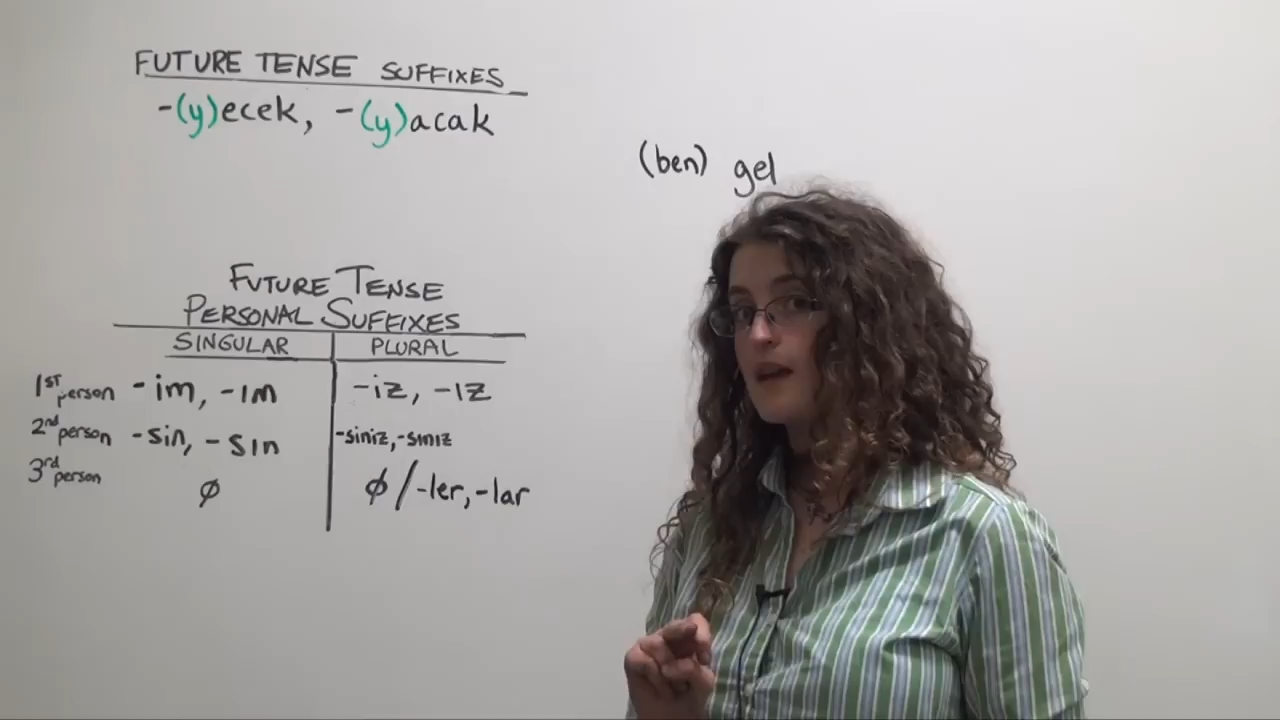 FUTURE TENSE SUFFIXES
-(y)ecek, -(y)acak
(ben) gel
FUTURE TENSE
PERSONAL SUFFIXES
SINGULAR PLURAL
1ST person -im, -ım -iz, -ız
2nd person -sin, -sın -siniz, -sınız
3rd person ø ø / -ler, -lar